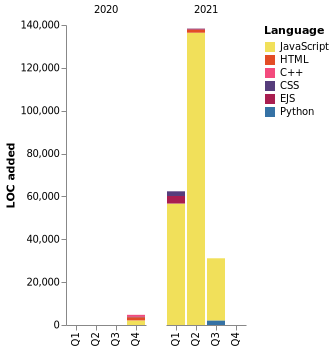 2020 2021
LOC added
140,000
120,000
100,000
80,000
60,000
40,000
20,000
0
Q1 Q2 Q3 Q4 Q1 Q2 Q3 Q4
Language
JavaScript
HTML
C++
CSS
EJS
Python